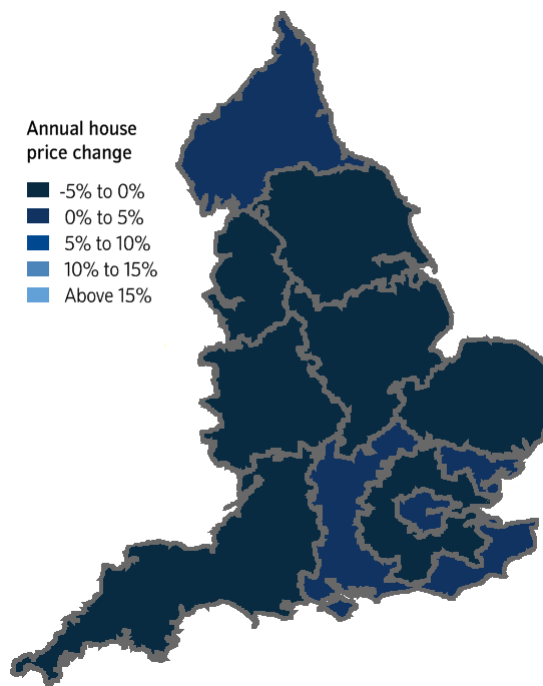 Annual house
price change
-5% to 0%
0% to 5%
5% to 10%
10% to 15%
Above 15%